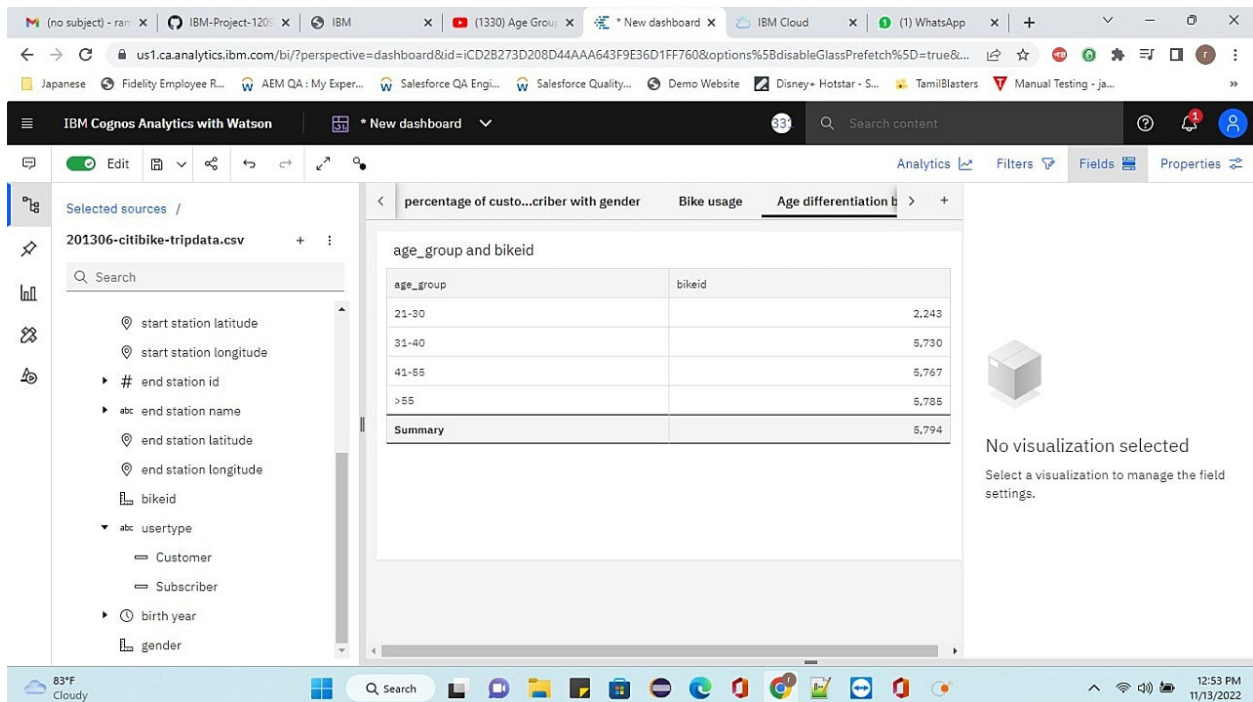 (no subject) - ran
IBM-Project-1209
IBM
(1330) Age Group
* New dashboard
IBM Cloud
(1) WhatsApp
us1.ca.analytics.ibm.com/bi/?perspective=dashboard&id=iCD2B273D208D44AAA643F9E36D1FF760&options%5BdisableGlassPrefetch%5D=true&...
Japanese
Fidelity Employee R...
AEM QA : My Exper...
Salesforce QA Engi...
Salesforce Quality...
Demo Website
Disney+ Hotstar - S...
TamilBlasters
Manual Testing - ja...
IBM Cognos Analytics with Watson
* New dashboard
331
Search content
1
Edit
Analytics
Filters
Fields
Properties
Selected sources /
201306-citibike-tripdata.csv
Search
start station latitude
start station longitude
# end station id
abc end station name
end station latitude
end station longitude
bikeid
abc usertype
Customer
Subscriber
birth year
gender
percentage of custo...criber with gender
Bike usage
Age differentiation b
age_group and bikeid
age_group bikeid
21-30 2,243
31-40 5,730
41-55 5,767
>55 5,785
Summary 5,794
No visualization selected
Select a visualization to manage the field
settings.
83°F
Cloudy
Search
12:53 PM
11/13/2022